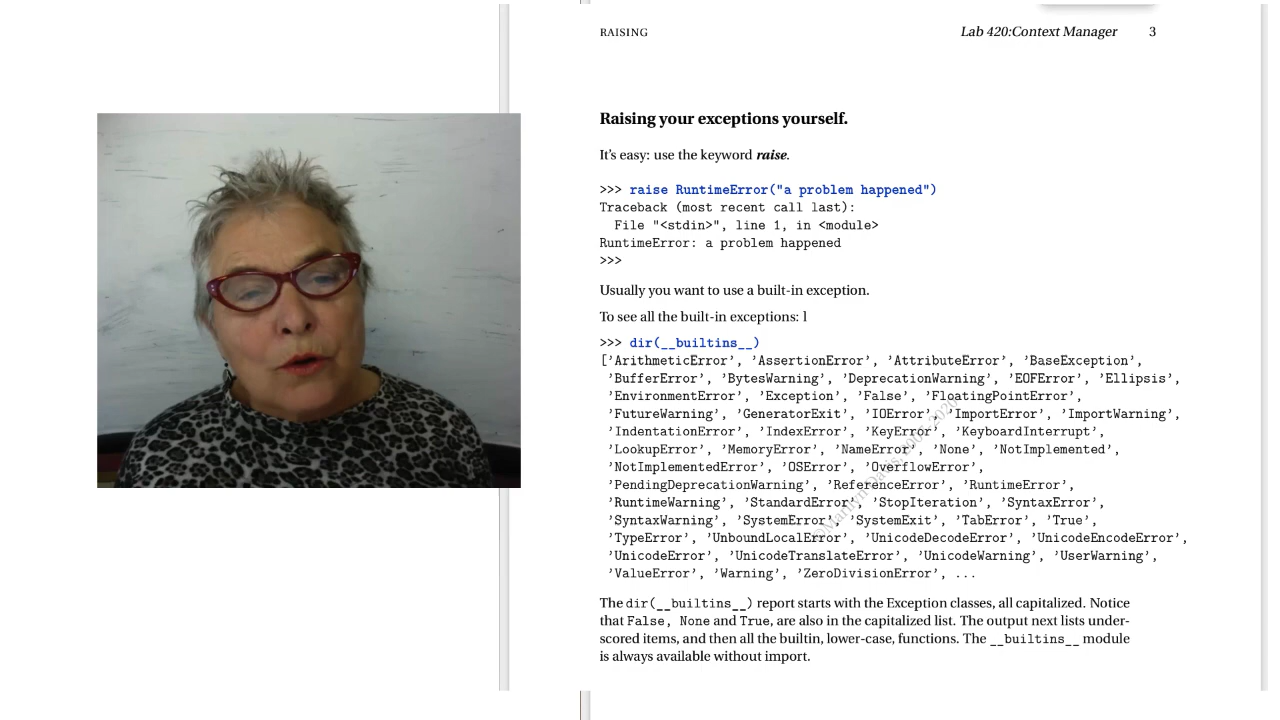 RAISING Lab 420:Context Manager 3
Raising your exceptions yourself.
It's easy: use the keyword raise.
>>> raise RuntimeError("a problem happened")
Traceback (most recent call last):
  File "<stdin>", line 1, in <module>
RuntimeError: a problem happened
>>>
Usually you want to use a built-in exception.
To see all the built-in exceptions: l
>>> dir(__builtins__)
['ArithmeticError', 'AssertionError', 'AttributeError', 'BaseException',
'BufferError', 'BytesWarning', 'DeprecationWarning', 'EOFError', 'Ellipsis',
'EnvironmentError', 'Exception', 'False', 'FloatingPointError',
'FutureWarning', 'GeneratorExit', 'IOError', 'ImportError', 'ImportWarning',
'IndentationError', 'IndexError', 'KeyError', 'KeyboardInterrupt',
'LookupError', 'MemoryError', 'NameError', 'None', 'NotImplemented',
'NotImplementedError', 'OSError', 'OverflowError',
'PendingDeprecationWarning', 'ReferenceError', 'RuntimeError',
'RuntimeWarning', 'StandardError', 'StopIteration', 'SyntaxError',
'SyntaxWarning', 'SystemError', 'SystemExit', 'TabError', 'True',
'TypeError', 'UnboundLocalError', 'UnicodeDecodeError', 'UnicodeEncodeError',
'UnicodeError', 'UnicodeTranslateError', 'UnicodeWarning', 'UserWarning',
'ValueError', 'Warning', 'ZeroDivisionError', ...
The dir(__builtins__) report starts with the Exception classes, all capitalized. Notice
that False, None and True, are also in the capitalized list. The output next lists under-
scored items, and then all the builtin, lower-case, functions. The __builtins__ module
is always available without import.